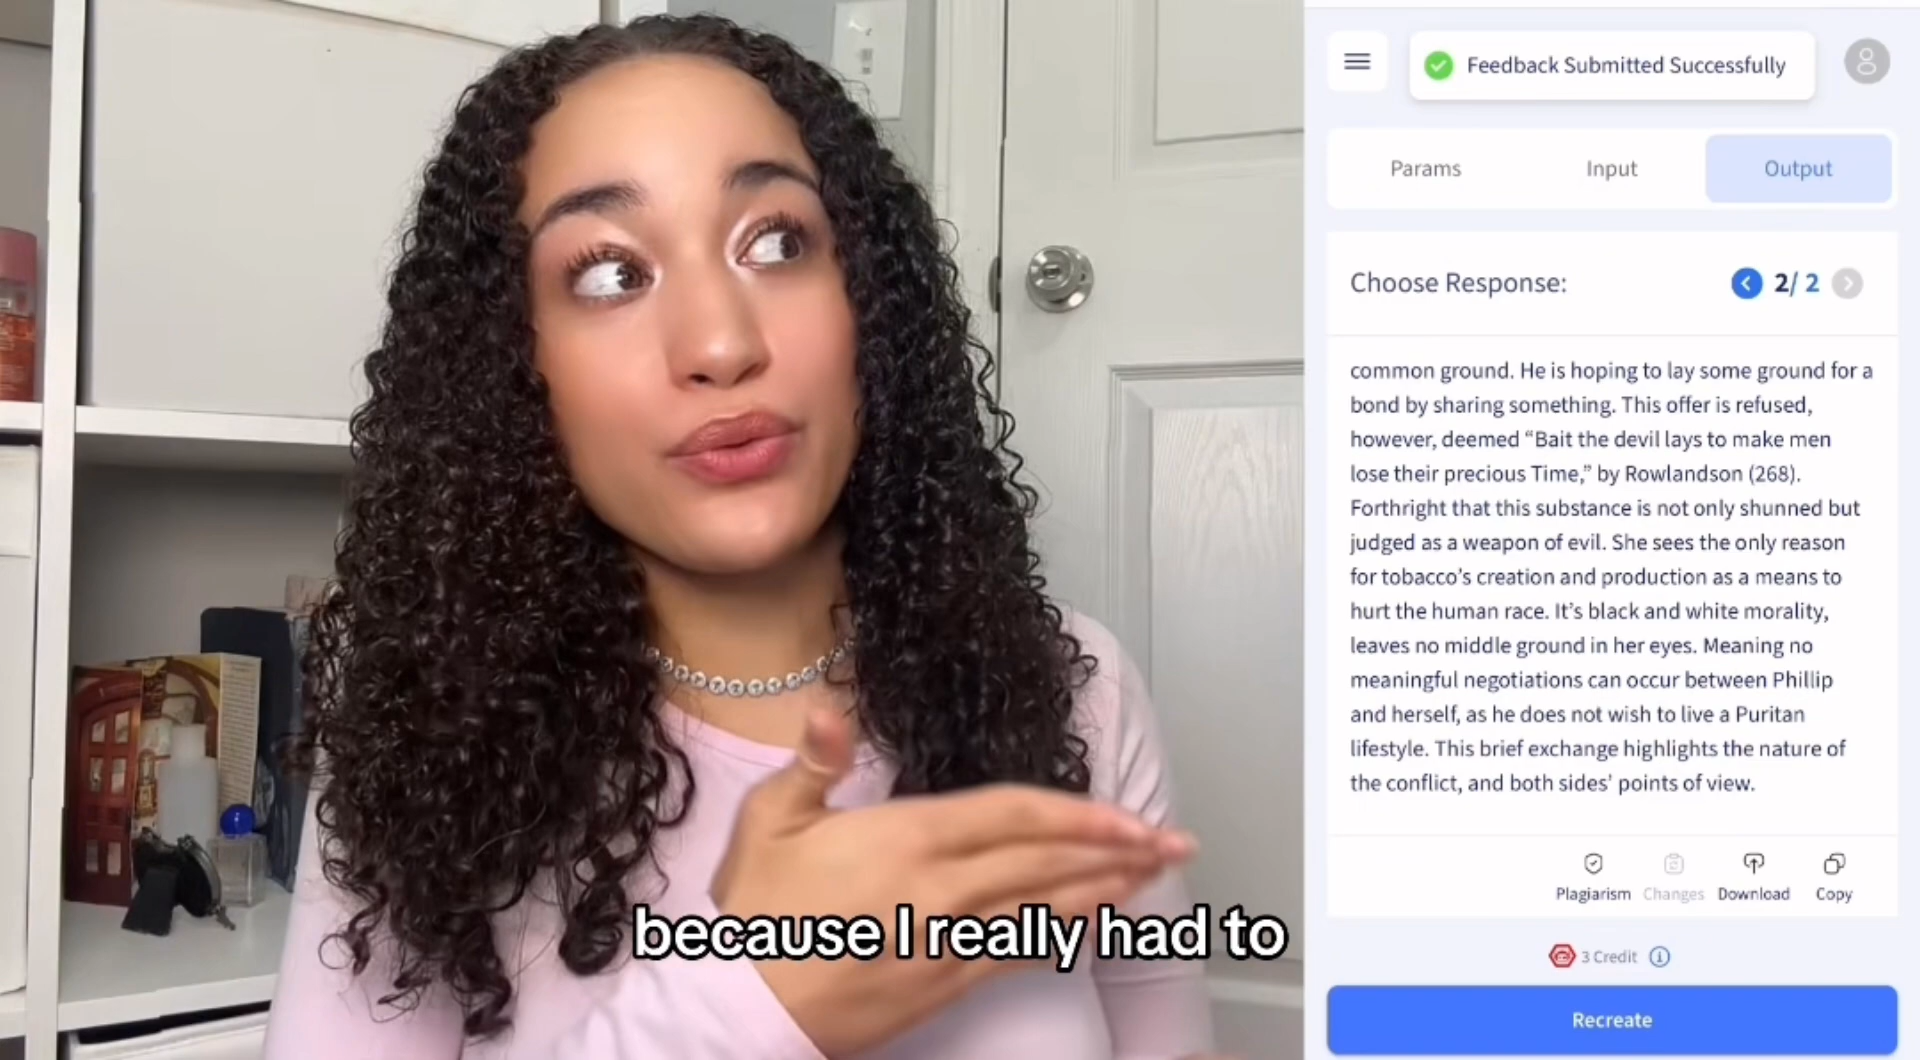 Feedback Submitted Successfully
Params
Input
Output
Choose Response:
2/ 2
common ground. He is hoping to lay some ground for a
bond by sharing something. This offer is refused,
however, deemed “Bait the devil lays to make men
lose their precious Time,” by Rowlandson (268).
Forthright that this substance is not only shunned but
judged as a weapon of evil. She sees the only reason
for tobacco’s creation and production as a means to
hurt the human race. It’s black and white morality,
leaves no middle ground in her eyes. Meaning no
meaningful negotiations can occur between Phillip
and herself, as he does not wish to live a Puritan
lifestyle. This brief exchange highlights the nature of
the conflict, and both sides’ points of view.
Plagiarism
Changes
Download
Copy
because I really had to
3 Credit
Recreate